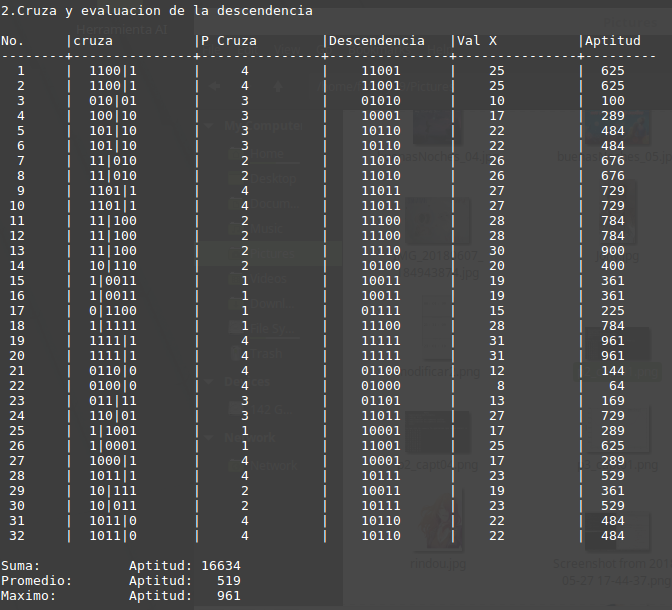 2.Cruza y evaluacion de la descendencia
No. |cruza |P Cruza |Descendencia |Val X |Aptitud
--------+---------------+---------------+---------------+---------------+---------
1 | 1100|1 | 4 | 11001 | 25 | 625
2 | 1100|1 | 4 | 11001 | 25 | 625
3 | 010|01 | 3 | 01010 | 10 | 100
4 | 100|10 | 3 | 10001 | 17 | 289
5 | 101|10 | 3 | 10110 | 22 | 484
6 | 101|10 | 3 | 10110 | 22 | 484
7 | 11|010 | 2 | 11010 | 26 | 676
8 | 11|010 | 2 | 11010 | 26 | 676
9 | 1101|1 | 4 | 11011 | 27 | 729
10 | 1101|1 | 4 | 11011 | 27 | 729
11 | 11|100 | 2 | 11100 | 28 | 784
12 | 11|100 | 2 | 11100 | 28 | 784
13 | 11|100 | 2 | 11110 | 30 | 900
14 | 10|110 | 2 | 10100 | 20 | 400
15 | 1|0011 | 1 | 10011 | 19 | 361
16 | 1|0011 | 1 | 10011 | 19 | 361
17 | 0|1100 | 1 | 01111 | 15 | 225
18 | 1|1111 | 1 | 11100 | 28 | 784
19 | 1111|1 | 4 | 11111 | 31 | 961
20 | 1111|1 | 4 | 11111 | 31 | 961
21 | 0110|0 | 4 | 01100 | 12 | 144
22 | 0100|0 | 4 | 01000 | 8 | 64
23 | 011|11 | 3 | 01101 | 13 | 169
24 | 110|01 | 3 | 11011 | 27 | 729
25 | 1|1001 | 1 | 10001 | 17 | 289
26 | 1|0001 | 1 | 11001 | 25 | 625
27 | 1000|1 | 4 | 10001 | 17 | 289
28 | 1011|1 | 4 | 10111 | 23 | 529
29 | 10|111 | 2 | 10011 | 19 | 361
30 | 10|011 | 2 | 10111 | 23 | 529
31 | 1011|0 | 4 | 10110 | 22 | 484
32 | 1011|0 | 4 | 10110 | 22 | 484
Suma: Aptitud: 16634
Promedio: Aptitud: 519
Maximo: Aptitud: 961